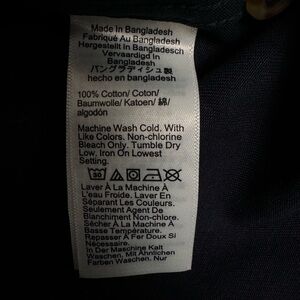 Made in Bangladesh
Fabriqué Au Bangladesh
Hergestellt in Bangladesch
Vervaardigd In
Bangladesh
バングラディシュ製
hecho en bangladesh
100% Cotton/ Coton/
Baumwolle/ Katoen/ 綿/
algodón
Machine Wash Cold. With
Like Colors. Non-chlorine
Bleach Only. Tumble Dry
Low. Iron On Lowest
Setting.
30
Laver À La Machine À
L'eau Froide. Laver En
Séparant Les Couleurs.
Seulement Agent De
Blanchiment Non-chlore.
Sécher À La Machine À
Basse Température.
Repasser À Fer Doux Si
Nécessaire.
In Der Maschine Kalt
Waschen, Mit Ähnlichen
Farben Waschen. Nur